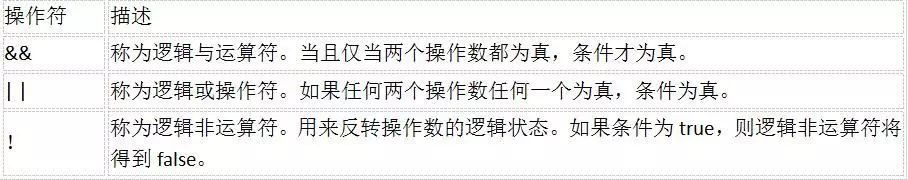 操作符 描述
&& 称为逻辑与运算符。当且仅当两个操作数都为真，条件才为真。
|| 称为逻辑或操作符。如果任何两个操作数任何一个为真，条件为真。
! 称为逻辑非运算符。用来反转操作数的逻辑状态。如果条件为 true，则逻辑非运算符将
得到 false。